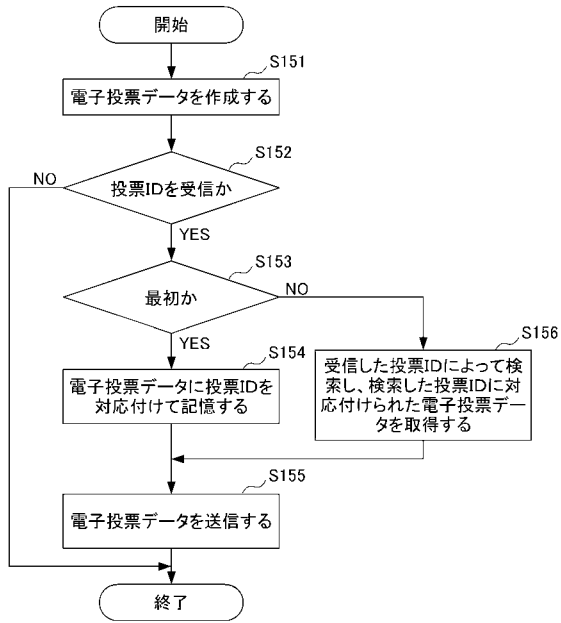 開始
S151
電子投票データを作成する
S152
投票IDを受信か
NO
YES
S153
最初か
NO
YES
S154
電子投票データに投票IDを
対応付けて記憶する
S156
受信した投票IDによって検
索し、検索した投票IDに対
応付けられた電子投票デー
タを取得する
S155
電子投票データを送信する
終了